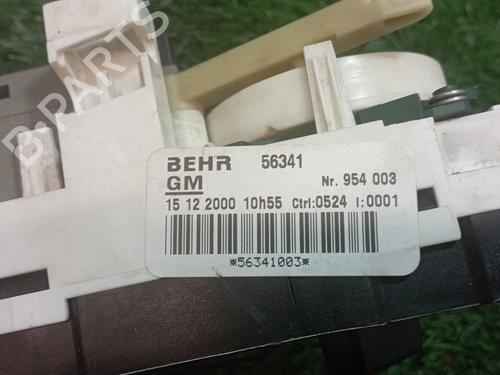 BEHR 56341
GM Nr. 954 003
15 12 2000 10h55 Ctrl:0524 I:0001
*56341003*
B-PARTS